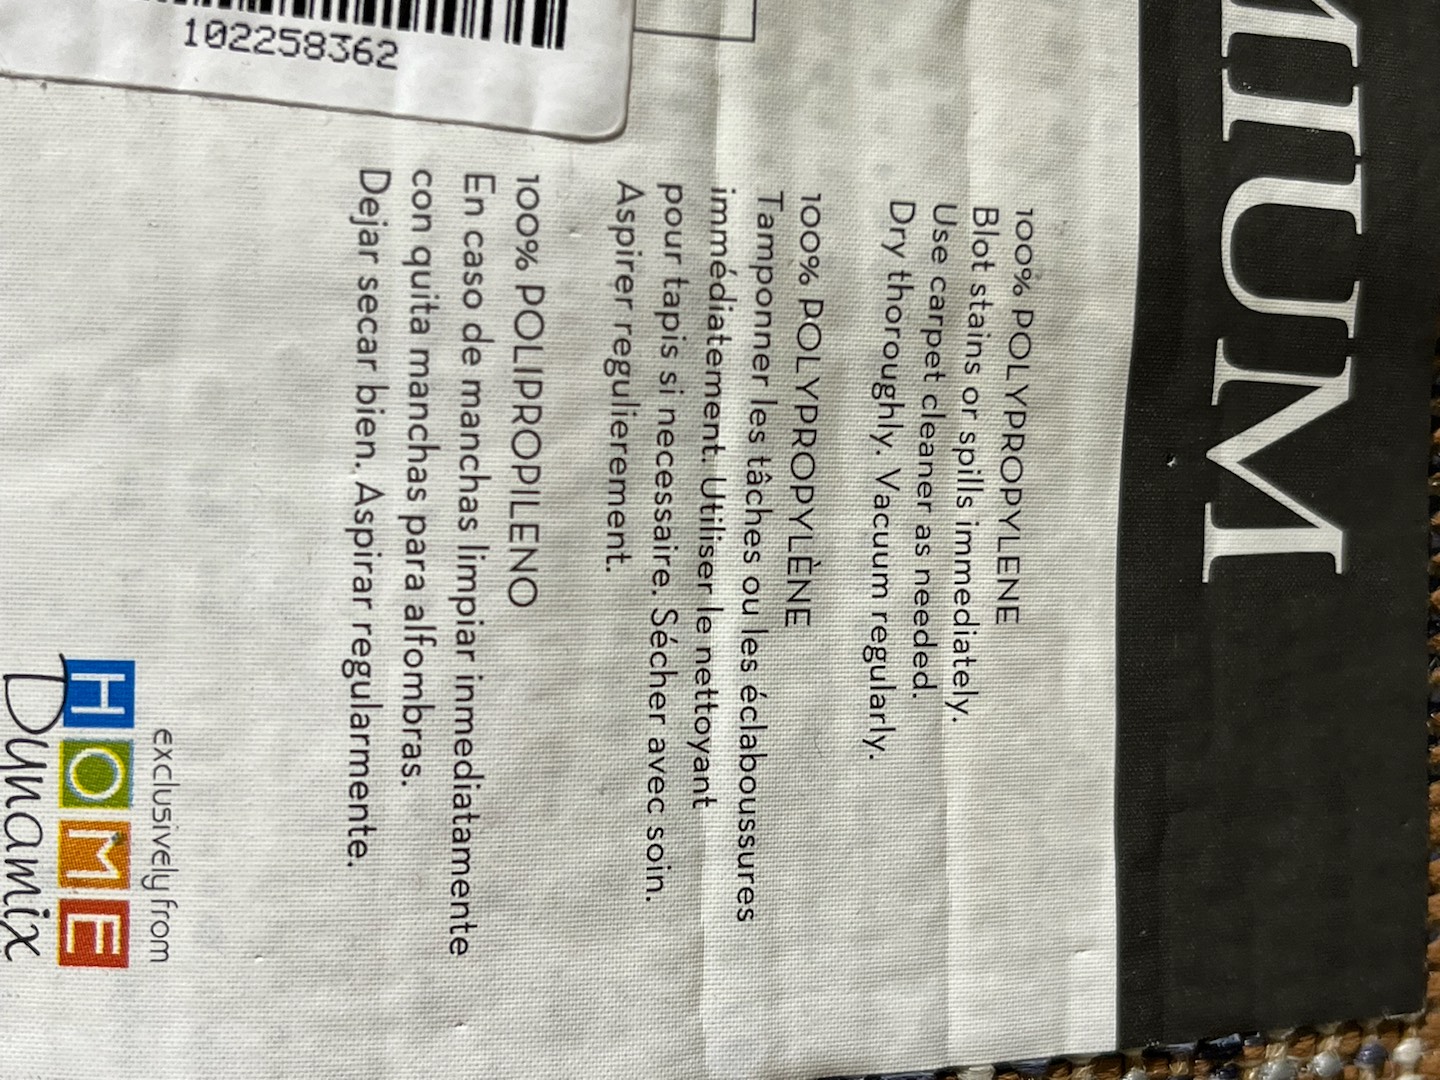 MIUM
102258362
100% POLYPROPYLENE
Blot stains or spills immediately.
Use carpet cleaner as needed.
Dry thoroughly. Vacuum regularly.
100% POLYPROPYLÈNE
Tamponner les tâches ou les éclaboussures
immédiatement. Utiliser le nettoyant
pour tapis si necessaire. Sécher avec soin.
Aspirer regulierement.
100% POLIPROPILENO
En caso de manchas limpiar inmediatamente
con quita manchas para alfombras.
Dejar secar bien. Aspirar regularmente.
exclusively from
HOME
Dynamix